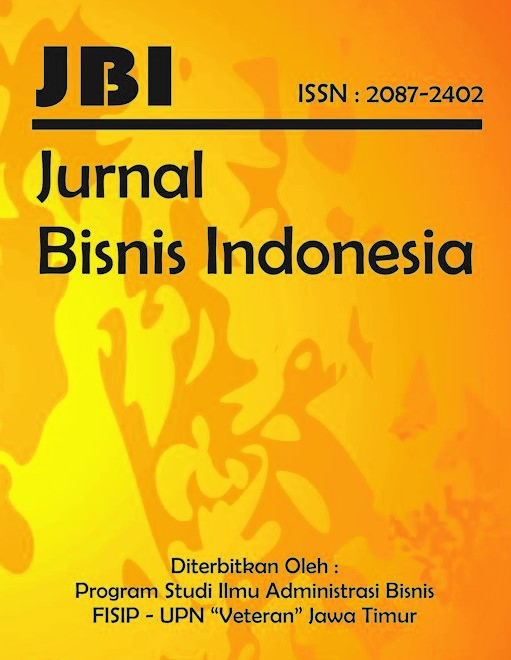 JBI
ISSN : 2087-2402
Jurnal
Bisnis Indonesia
Diterbitkan Oleh :
Program Studi Ilmu Administrasi Bisnis
FISIP - UPN “Veteran” Jawa Timur